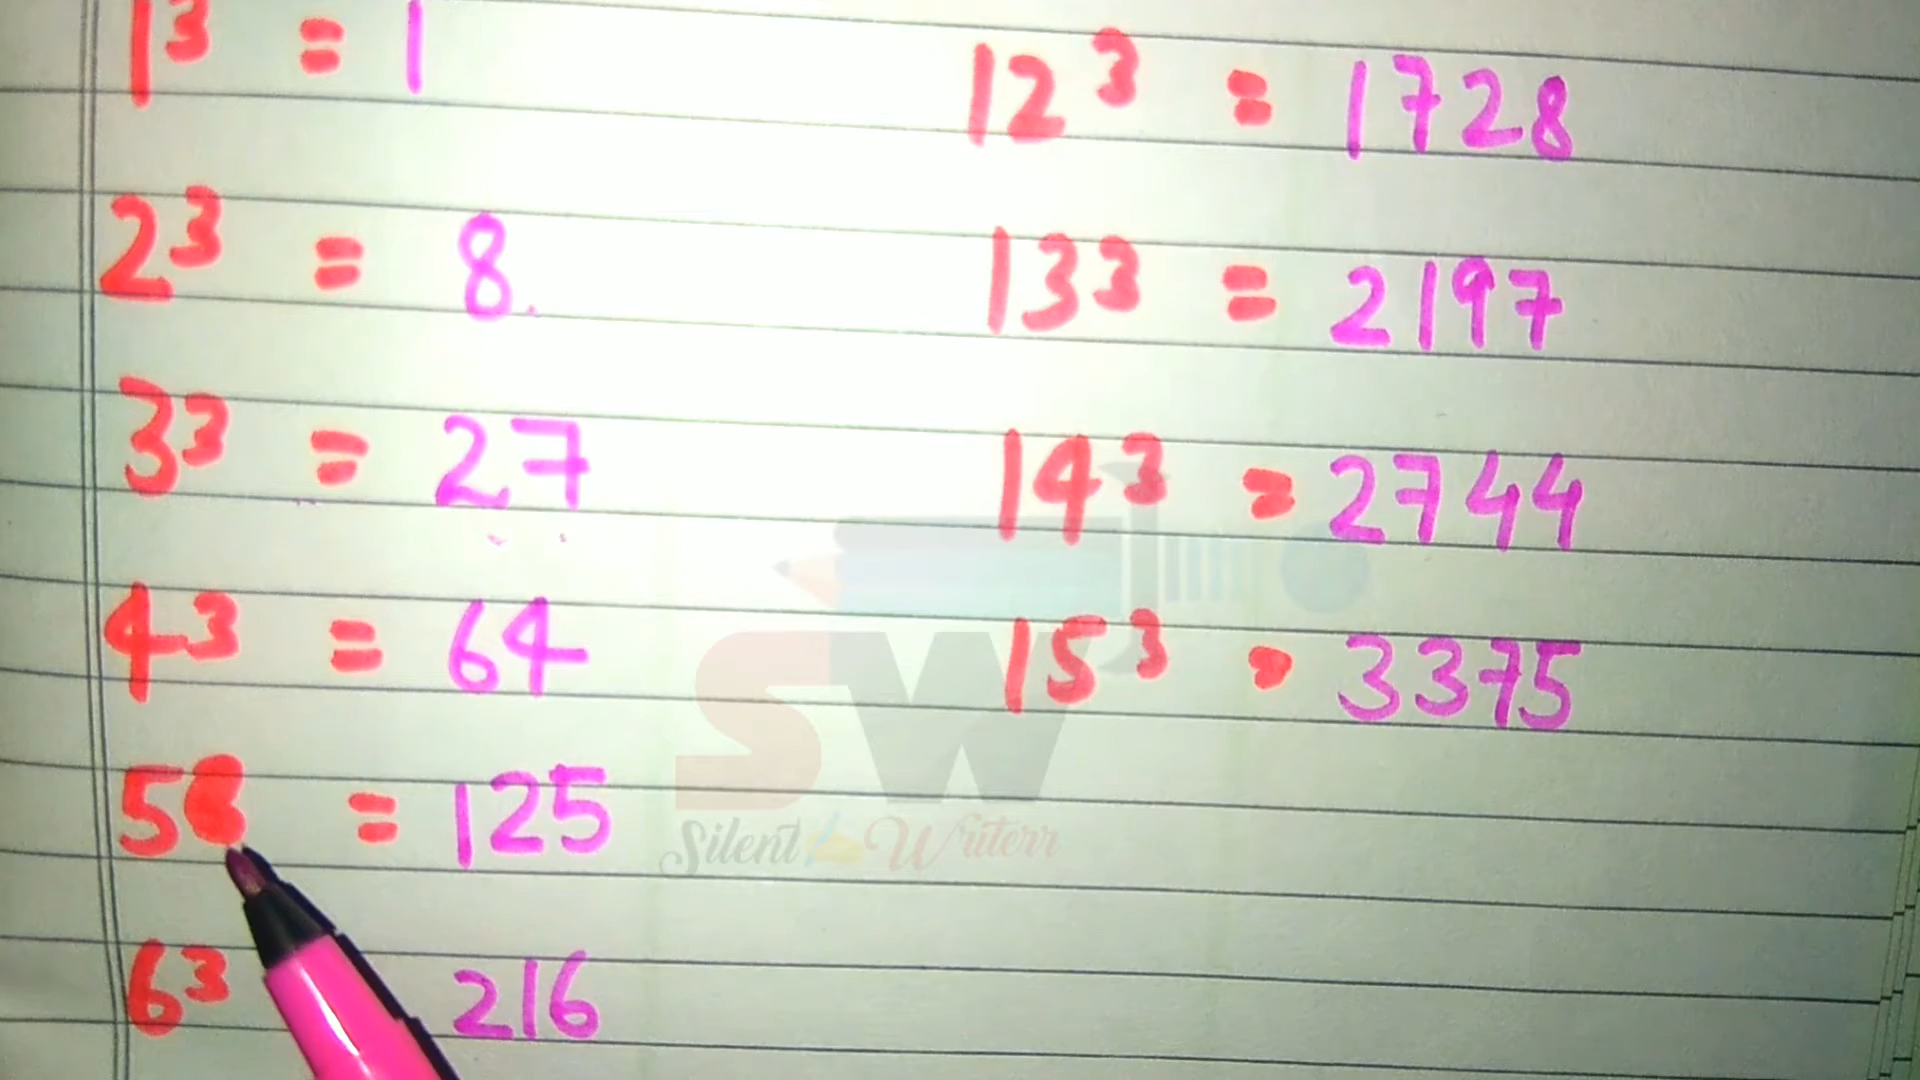 1³ = 1
2³ = 8
3³ = 27
4³ = 64
5³ = 125
6³ 216
12³ = 1728
13³ = 2197
14³ = 2744
15³ = 3375
SW
Silent Writerr